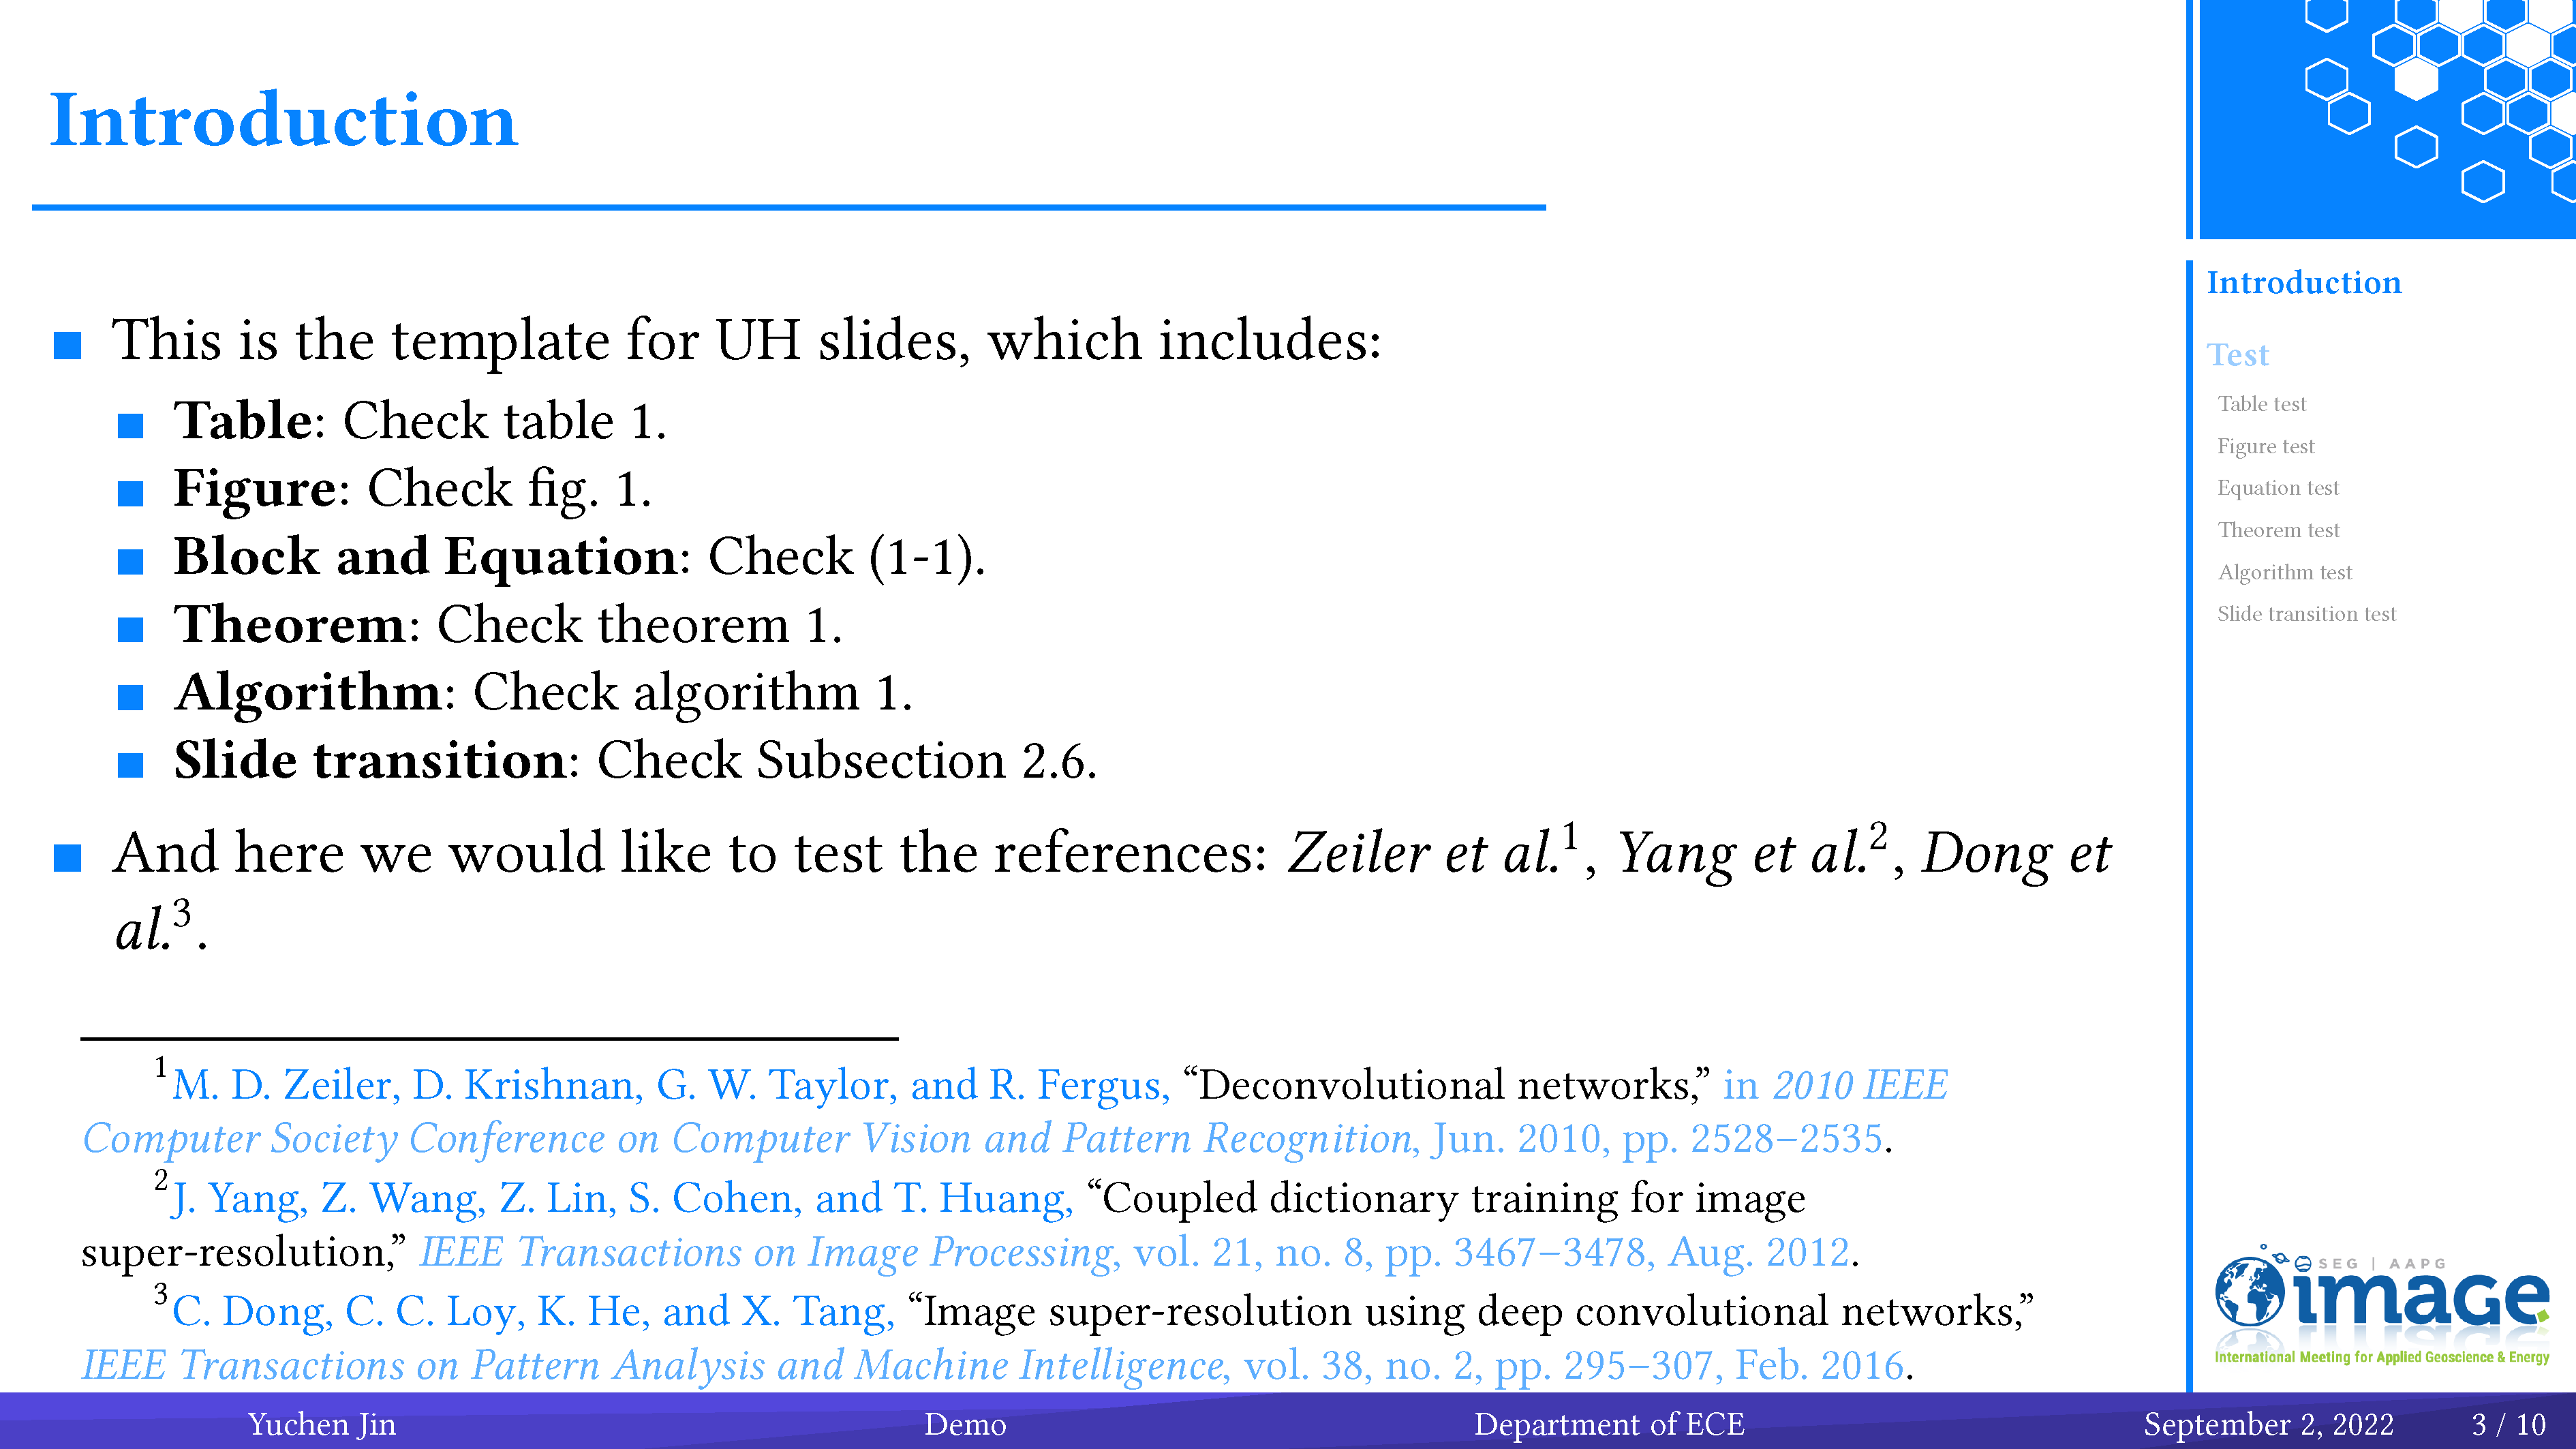 Introduction
This is the template for UH slides, which includes:
Table: Check table 1.
Figure: Check fig. 1.
Block and Equation: Check (1-1).
Theorem: Check theorem 1.
Algorithm: Check algorithm 1.
Slide transition: Check Subsection 2.6.
And here we would like to test the references: Zeiler et al.1, Yang et al.2, Dong et
al.3.
1M. D. Zeiler, D. Krishnan, G. W. Taylor, and R. Fergus, “Deconvolutional networks,” in 2010 IEEE
Computer Society Conference on Computer Vision and Pattern Recognition, Jun. 2010, pp. 2528–2535.
2J. Yang, Z. Wang, Z. Lin, S. Cohen, and T. Huang, “Coupled dictionary training for image
super-resolution,” IEEE Transactions on Image Processing, vol. 21, no. 8, pp. 3467–3478, Aug. 2012.
3C. Dong, C. C. Loy, K. He, and X. Tang, “Image super-resolution using deep convolutional networks,”
IEEE Transactions on Pattern Analysis and Machine Intelligence, vol. 38, no. 2, pp. 295–307, Feb. 2016.
Introduction
Test
Table test
Figure test
Equation test
Theorem test
Algorithm test
Slide transition test
SEG | AAPG
image
International Meeting for Applied Geoscience & Energy
Yuchen Jin Demo Department of ECE September 2, 2022 3 / 10